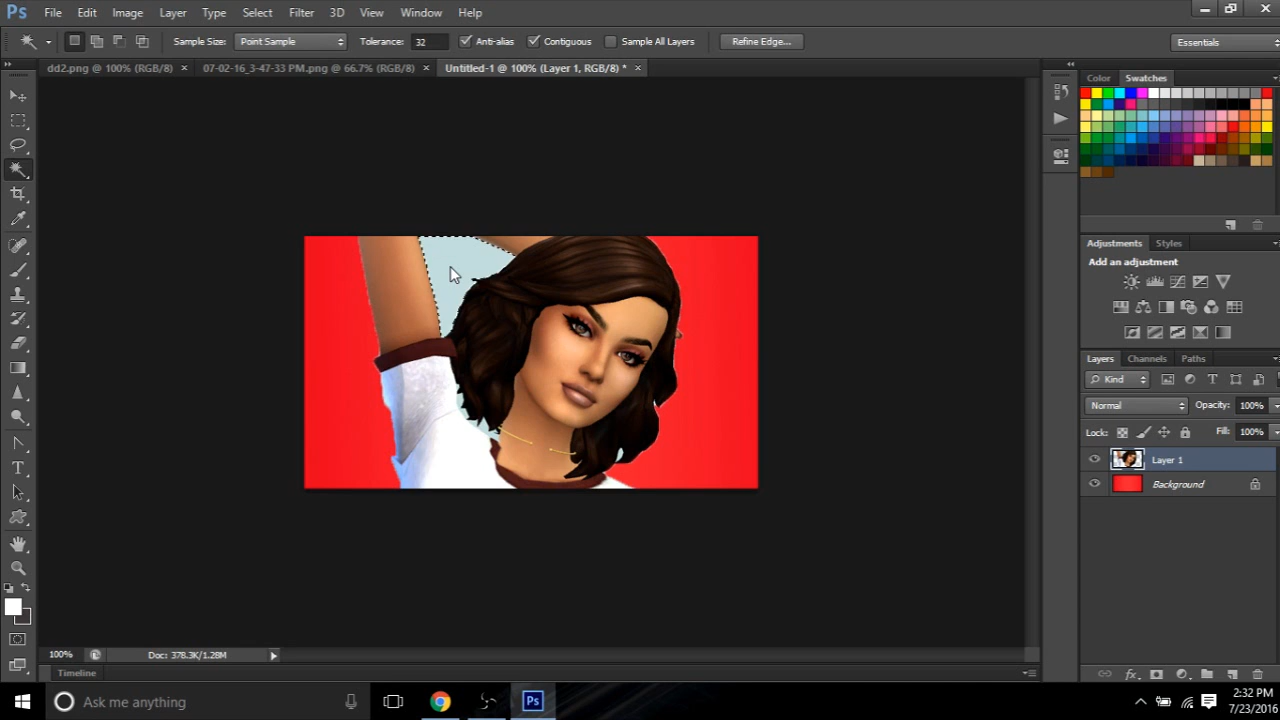 Ps File Edit Image Layer Type Select Filter 3D View Window Help
Sample Size: Point Sample Tolerance: 32 Anti-alias Contiguous Sample All Layers Refine Edge... Essentials
dd2.png @ 100% (RGB/8) × 07-02-16_3-47-33 PM.png @ 66.7% (RGB/8) × Untitled-1 @ 100% (Layer 1, RGB/8) * ×
Color Swatches
Adjustments Styles
Add an adjustment
Layers Channels Paths
Kind
Normal Opacity: 100%
Lock: Fill: 100%
Layer 1
Background
100% Doc: 378.3K/1.28M
Timeline
Ask me anything
Ps
2:32 PM
7/23/2016